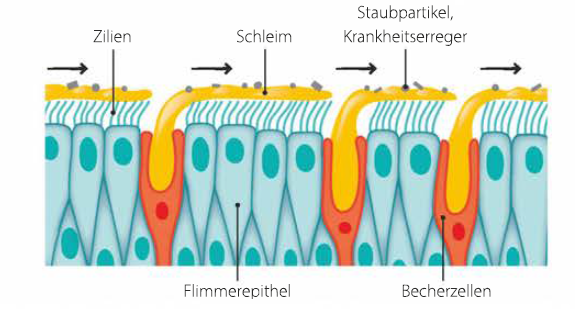 Zilien
Schleim
Staubpartikel,
Krankheitserreger
Flimmerepithel
Becherzellen